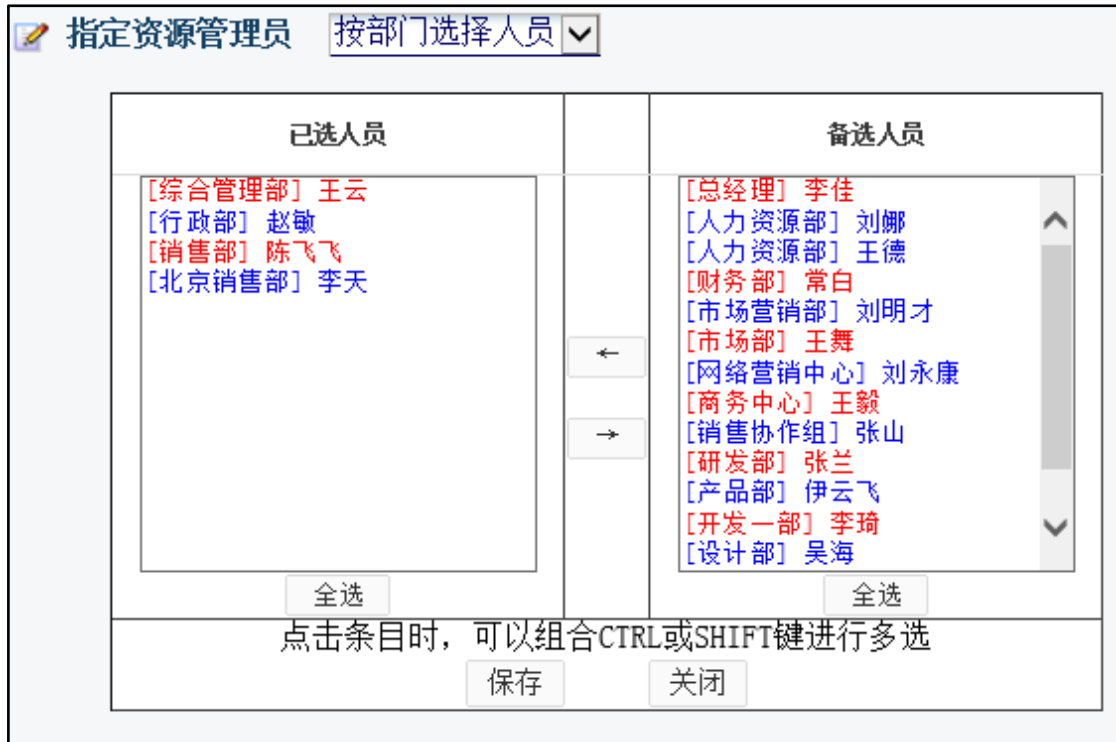 指定资源管理员 按部门选择人员
已选人员 备选人员
[综合管理部] 王云
[行政部] 赵敏
[销售部] 陈飞飞
[北京销售部] 李天
[总经理] 李佳
[人力资源部] 刘娜
[人力资源部] 王德
[财务部] 常白
[市场营销部] 刘明才
[市场部] 王舞
[网络营销中心] 刘永康
[商务中心] 王毅
[销售协作组] 张山
[研发部] 张兰
[产品部] 伊云飞
[开发一部] 李琦
[设计部] 吴海
全选 全选
点击条目时，可以组合CTRL或SHIFT键进行多选
保存 关闭